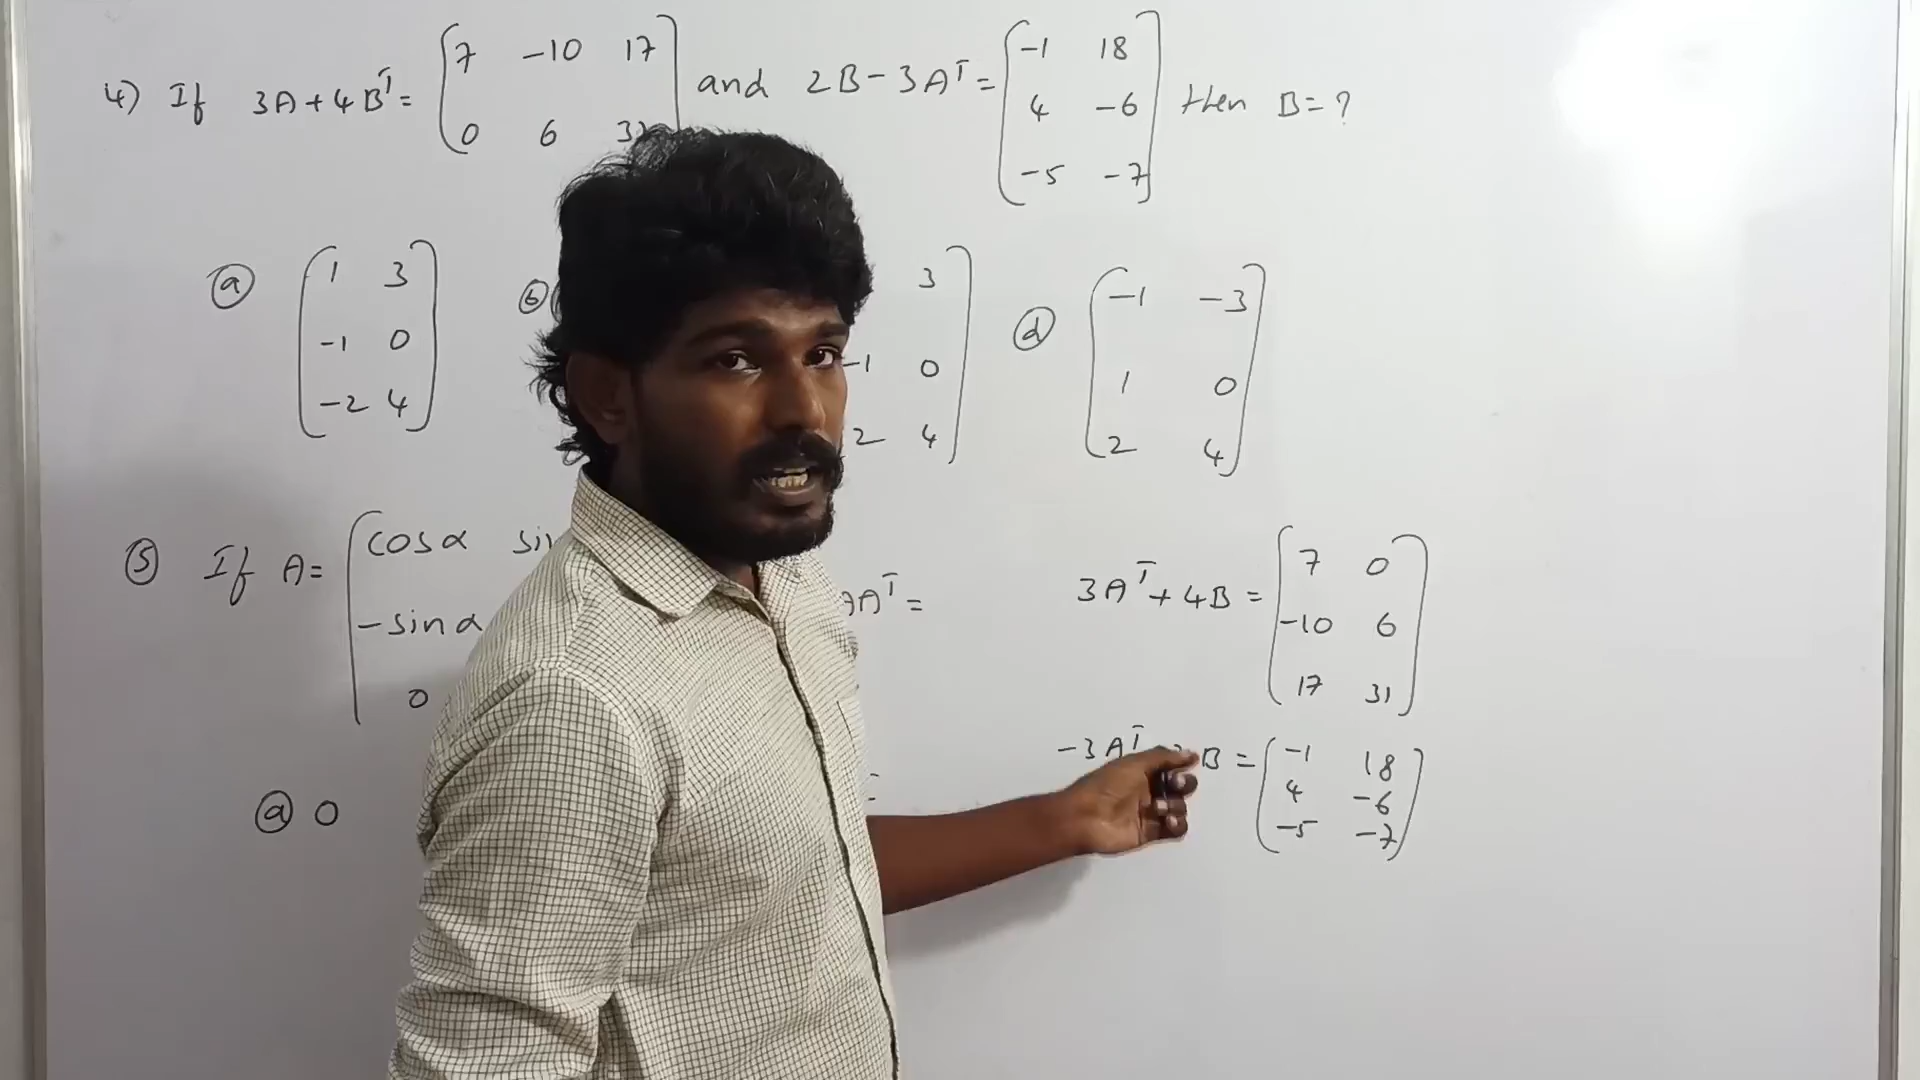 4) If 3A+4Bᵀ= [7 -10 17 and 2B-3Aᵀ= [-1 18 then B=?
0 6 31 4 -6
-5 -7]
ⓐ [1 3 ⓑ 3 ⓓ [-1 -3
-1 0 -1 0 1 0
-2 4] 2 4] 2 4]
⑤ If A= [cosα sin Aᵀ=
-sinα
0
ⓐ 0
3Aᵀ+4B = [7 0
-10 6
17 31]
-3Aᵀ B = [-1 18
4 -6
-5 -7]